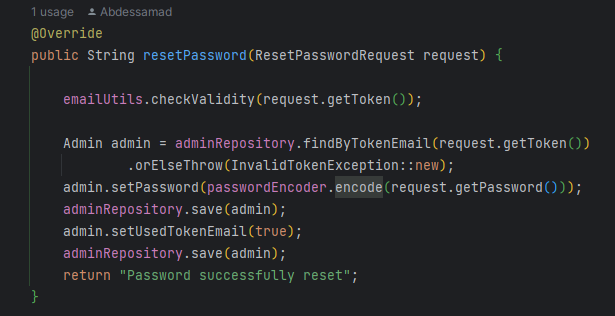 1 usage Abdessamad
@Override
public String resetPassword(ResetPasswordRequest request) {
emailUtils.checkValidity(request.getToken());
Admin admin = adminRepository.findByTokenEmail(request.getToken())
.orElseThrow(InvalidTokenException::new);
admin.setPassword(passwordEncoder.encode(request.getPassword()));
adminRepository.save(admin);
admin.setUsedTokenEmail(true);
adminRepository.save(admin);
return "Password successfully reset";
}